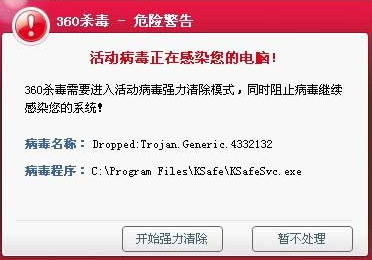 360杀毒 - 危险警告
活动病毒正在感染您的电脑!
360杀毒需要进入活动病毒强力清除模式,同时阻止病毒继续
感染您的系统!
病毒名称: Dropped:Trojan.Generic.4332132
病毒程序: C:\Program Files\KSafe\KSafeSvc.exe
开始强力清除 暂不处理